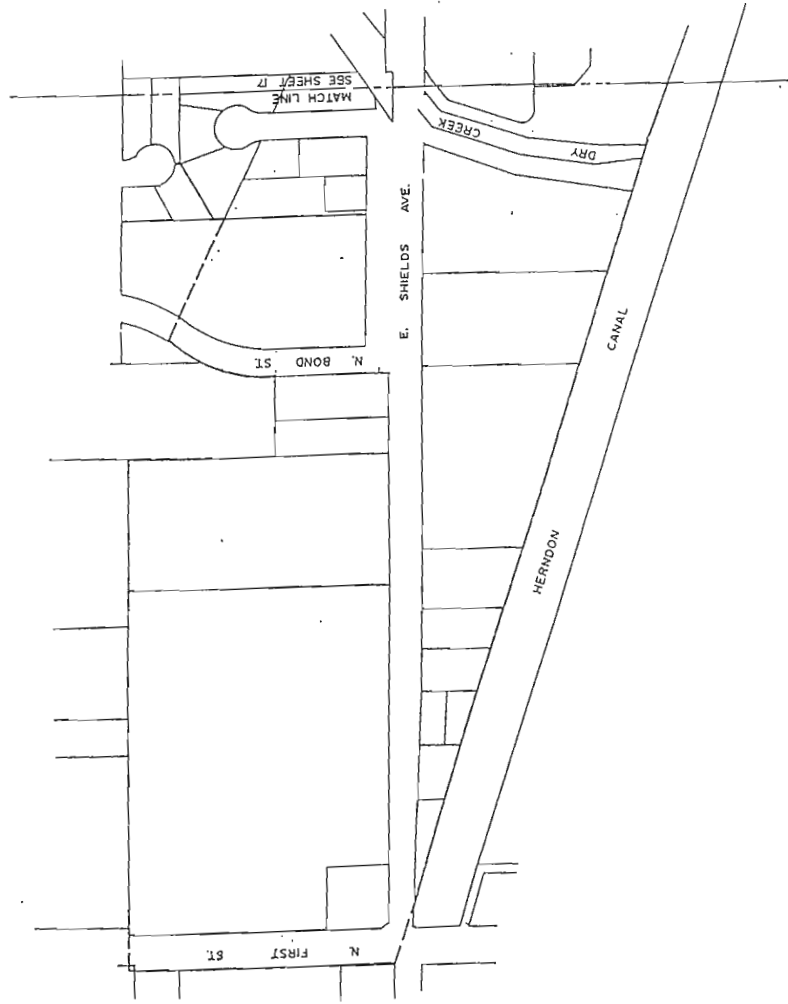 SEE SHEET 17
MATCH LINE
DRY CREEK
E. SHIELDS AVE.
HERNDON CANAL
N. BOND ST.
N. FIRST ST.